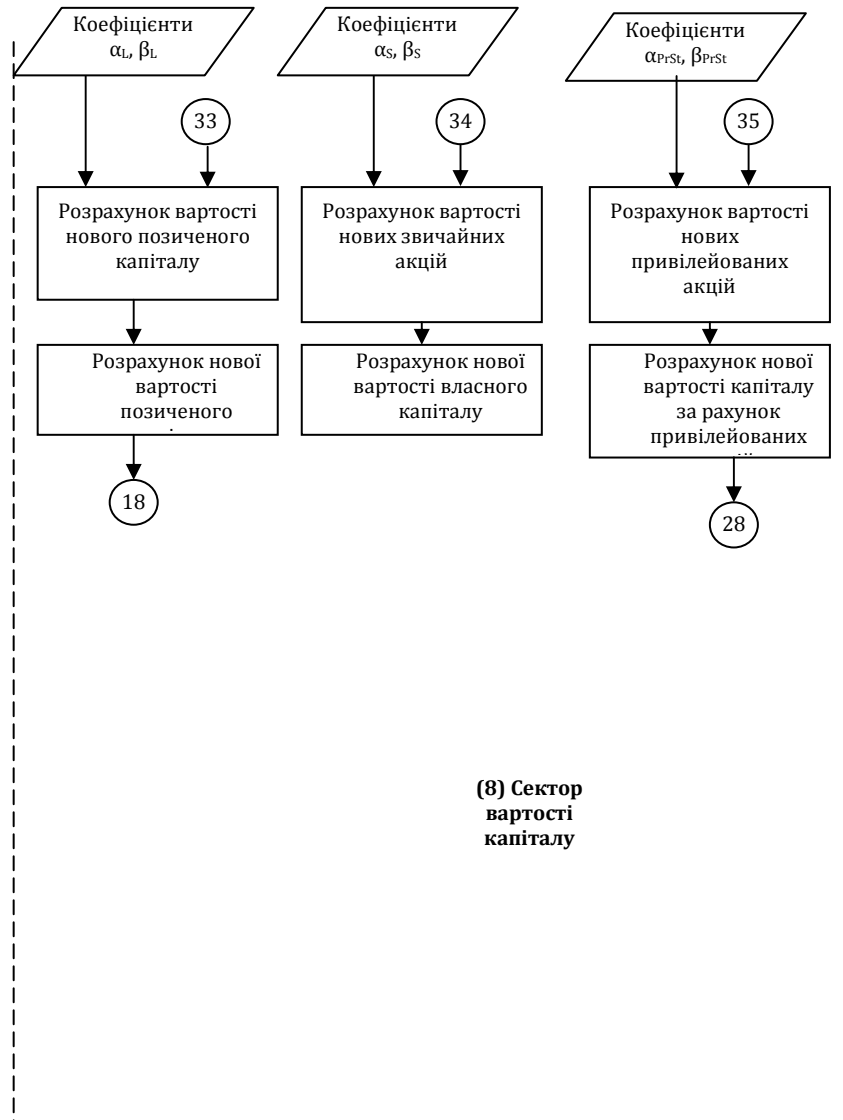 Коефіцієнти
αL, βL
Коефіцієнти
αS, βS
Коефіцієнти
αPrSt, βPrSt
33
34
35
Розрахунок вартості
нового позиченого
капіталу
Розрахунок вартості
нових звичайних
акцій
Розрахунок вартості
нових
привілейованих
акцій
Розрахунок нової
вартості
позиченого
Розрахунок нової
вартості власного
капіталу
Розрахунок нової
вартості капіталу
за рахунок
привілейованих
18
28
(8) Сектор
вартості
капіталу